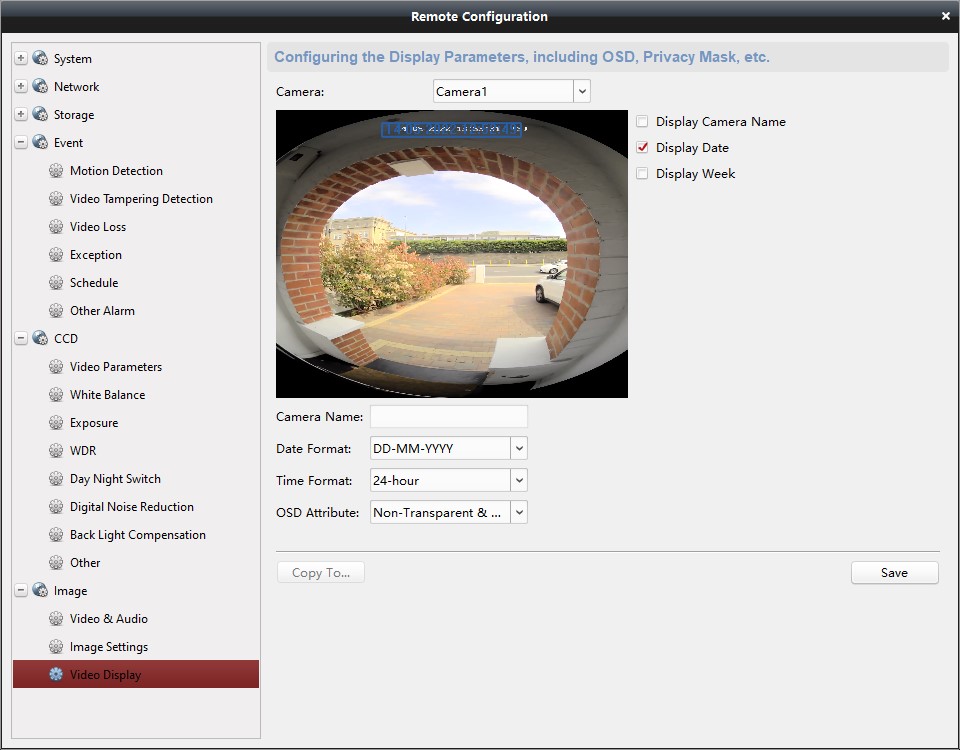 Remote Configuration
System
Network
Storage
Event
Motion Detection
Video Tampering Detection
Video Loss
Exception
Schedule
Other Alarm
CCD
Video Parameters
White Balance
Exposure
WDR
Day Night Switch
Digital Noise Reduction
Back Light Compensation
Other
Image
Video & Audio
Image Settings
Video Display
Configuring the Display Parameters, including OSD, Privacy Mask, etc.
Camera: Camera1
Display Camera Name
Display Date
Display Week
Camera Name:
Date Format: DD-MM-YYYY
Time Format: 24-hour
OSD Attribute: Non-Transparent & ...
Copy To... Save